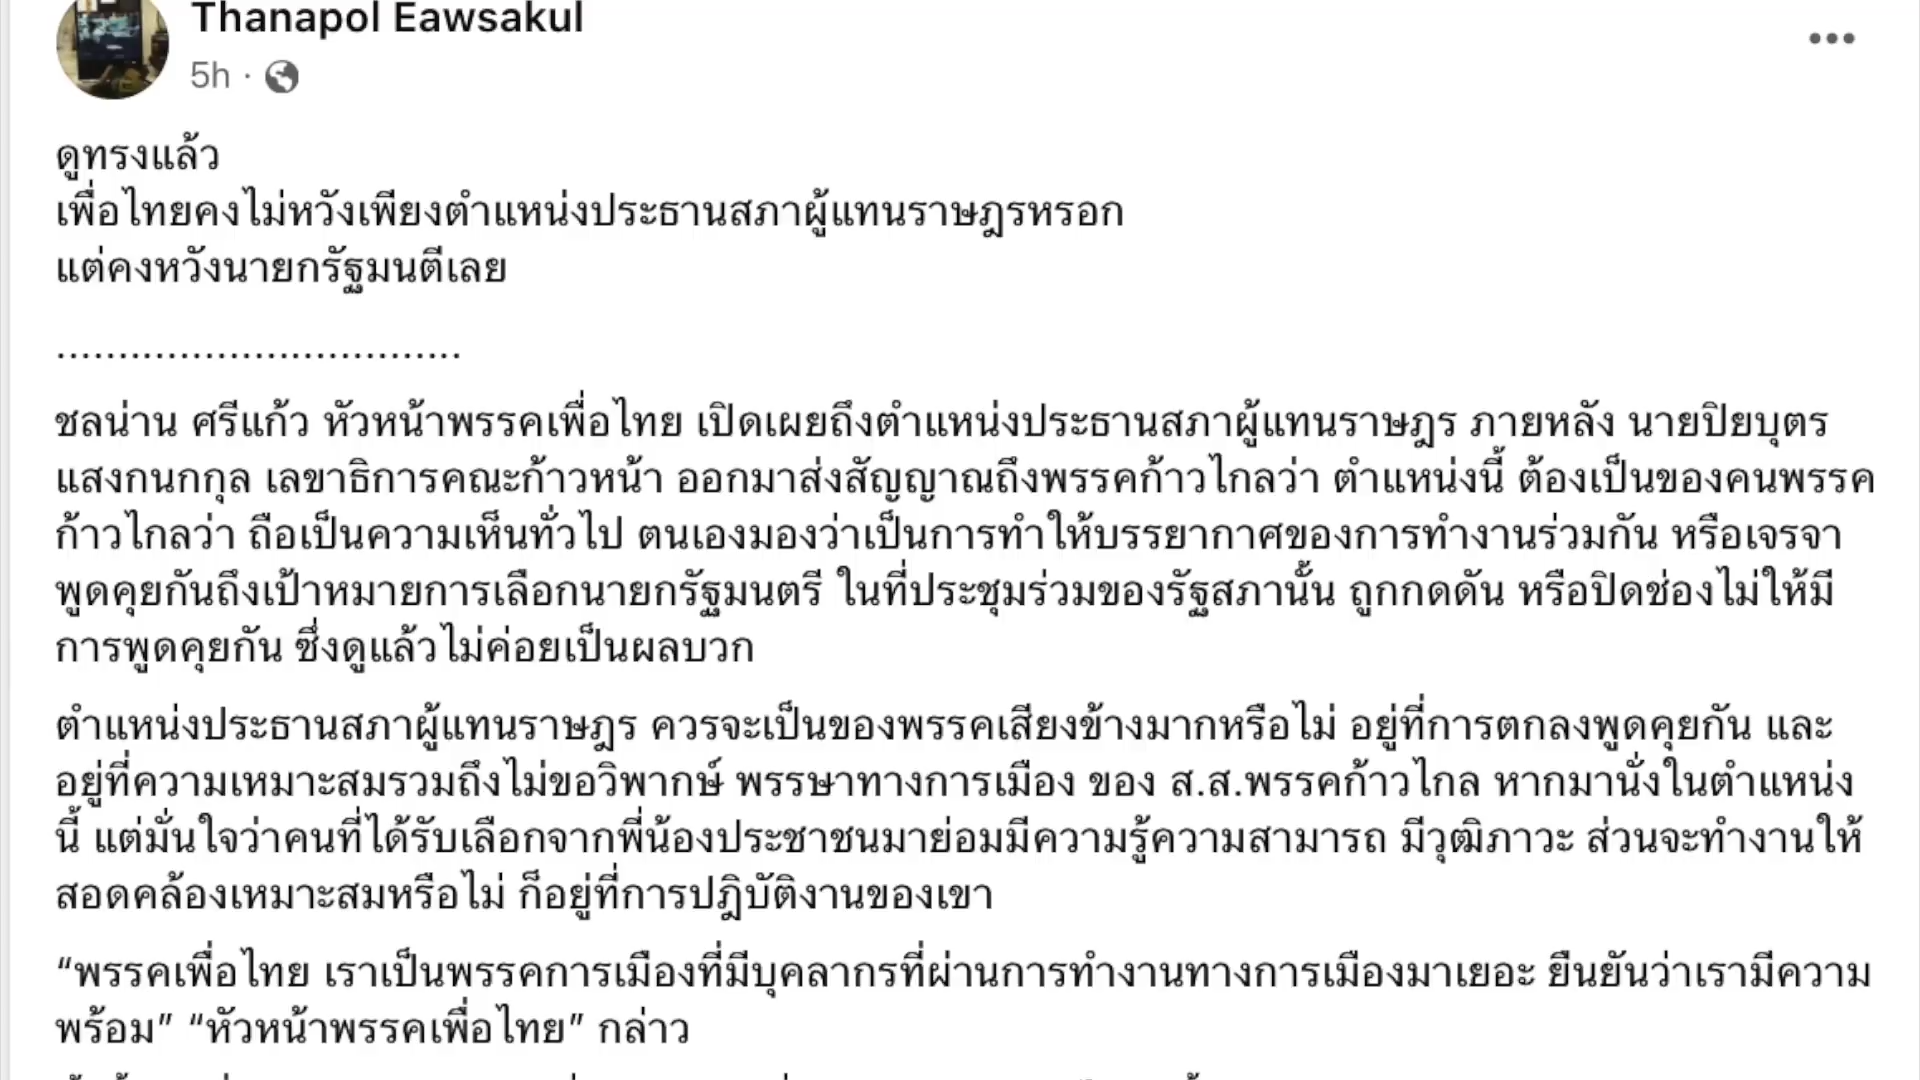 Thanapol Eawsakul
5h ·
ดูทรงแล้ว
เพื่อไทยคงไม่หวังเพียงตำแหน่งประธานสภาผู้แทนราษฎรหรอก
แต่คงหวังนายกรัฐมนตีเลย
.................................
ชลน่าน ศรีแก้ว หัวหน้าพรรคเพื่อไทย เปิดเผยถึงตำแหน่งประธานสภาผู้แทนราษฎร ภายหลัง นายปิยบุตร
แสงกนกกุล เลขาธิการคณะก้าวหน้า ออกมาส่งสัญญาณถึงพรรคก้าวไกลว่า ตำแหน่งนี้ ต้องเป็นของคนพรรค
ก้าวไกลว่า ถือเป็นความเห็นทั่วไป ตนเองมองว่าเป็นการทำให้บรรยากาศของการทำงานร่วมกัน หรือเจรจา
พูดคุยกันถึงเป้าหมายการเลือกนายกรัฐมนตรี ในที่ประชุมร่วมของรัฐสภานั้น ถูกกดดัน หรือปิดช่องไม่ให้มี
การพูดคุยกัน ซึ่งดูแล้วไม่ค่อยเป็นผลบวก
ตำแหน่งประธานสภาผู้แทนราษฎร ควรจะเป็นของพรรคเสียงข้างมากหรือไม่ อยู่ที่การตกลงพูดคุยกัน และ
อยู่ที่ความเหมาะสมรวมถึงไม่ขอวิพากษ์ พรรษาทางการเมือง ของ ส.ส.พรรคก้าวไกล หากมานั่งในตำแหน่ง
นี้ แต่มั่นใจว่าคนที่ได้รับเลือกจากพี่น้องประชาชนมาย่อมมีความรู้ความสามารถ มีวุฒิภาวะ ส่วนจะทำงานให้
สอดคล้องเหมาะสมหรือไม่ ก็อยู่ที่การปฎิบัติงานของเขา
“พรรคเพื่อไทย เราเป็นพรรคการเมืองที่มีบุคลากรที่ผ่านการทำงานทางการเมืองมาเยอะ ยืนยันว่าเรามีความ
พร้อม” “หัวหน้าพรรคเพื่อไทย” กล่าว